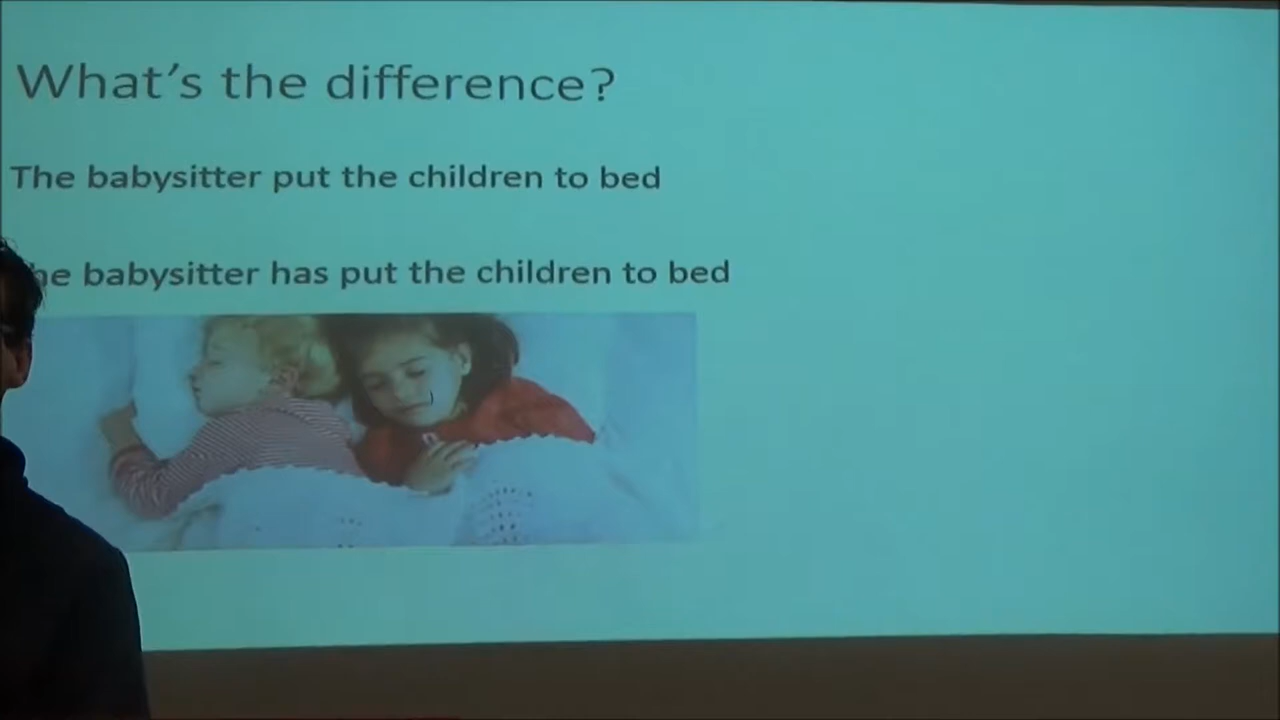 What's the difference?
The babysitter put the children to bed
he babysitter has put the children to bed